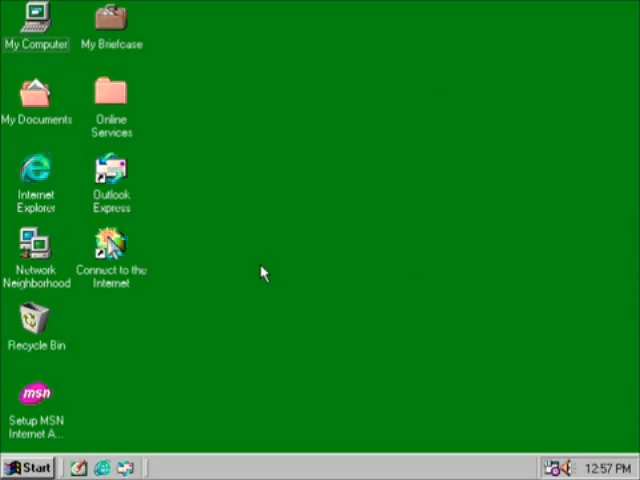 My Computer
My Briefcase
My Documents
Online
Services
Internet
Explorer
Outlook
Express
Network
Neighborhood
Connect to the
Internet
Recycle Bin
msn
Setup MSN
Internet A...
Start
12:57 PM